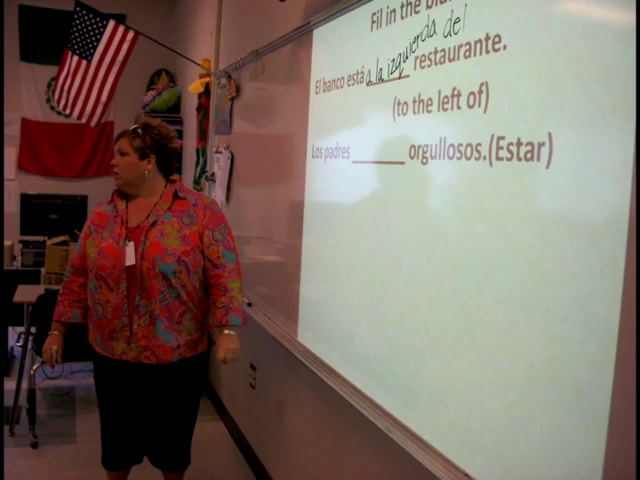 Fil in the
El banco está a la izquierda del restaurante.
(to the left of)
Los padres ______ orgullosos.(Estar)